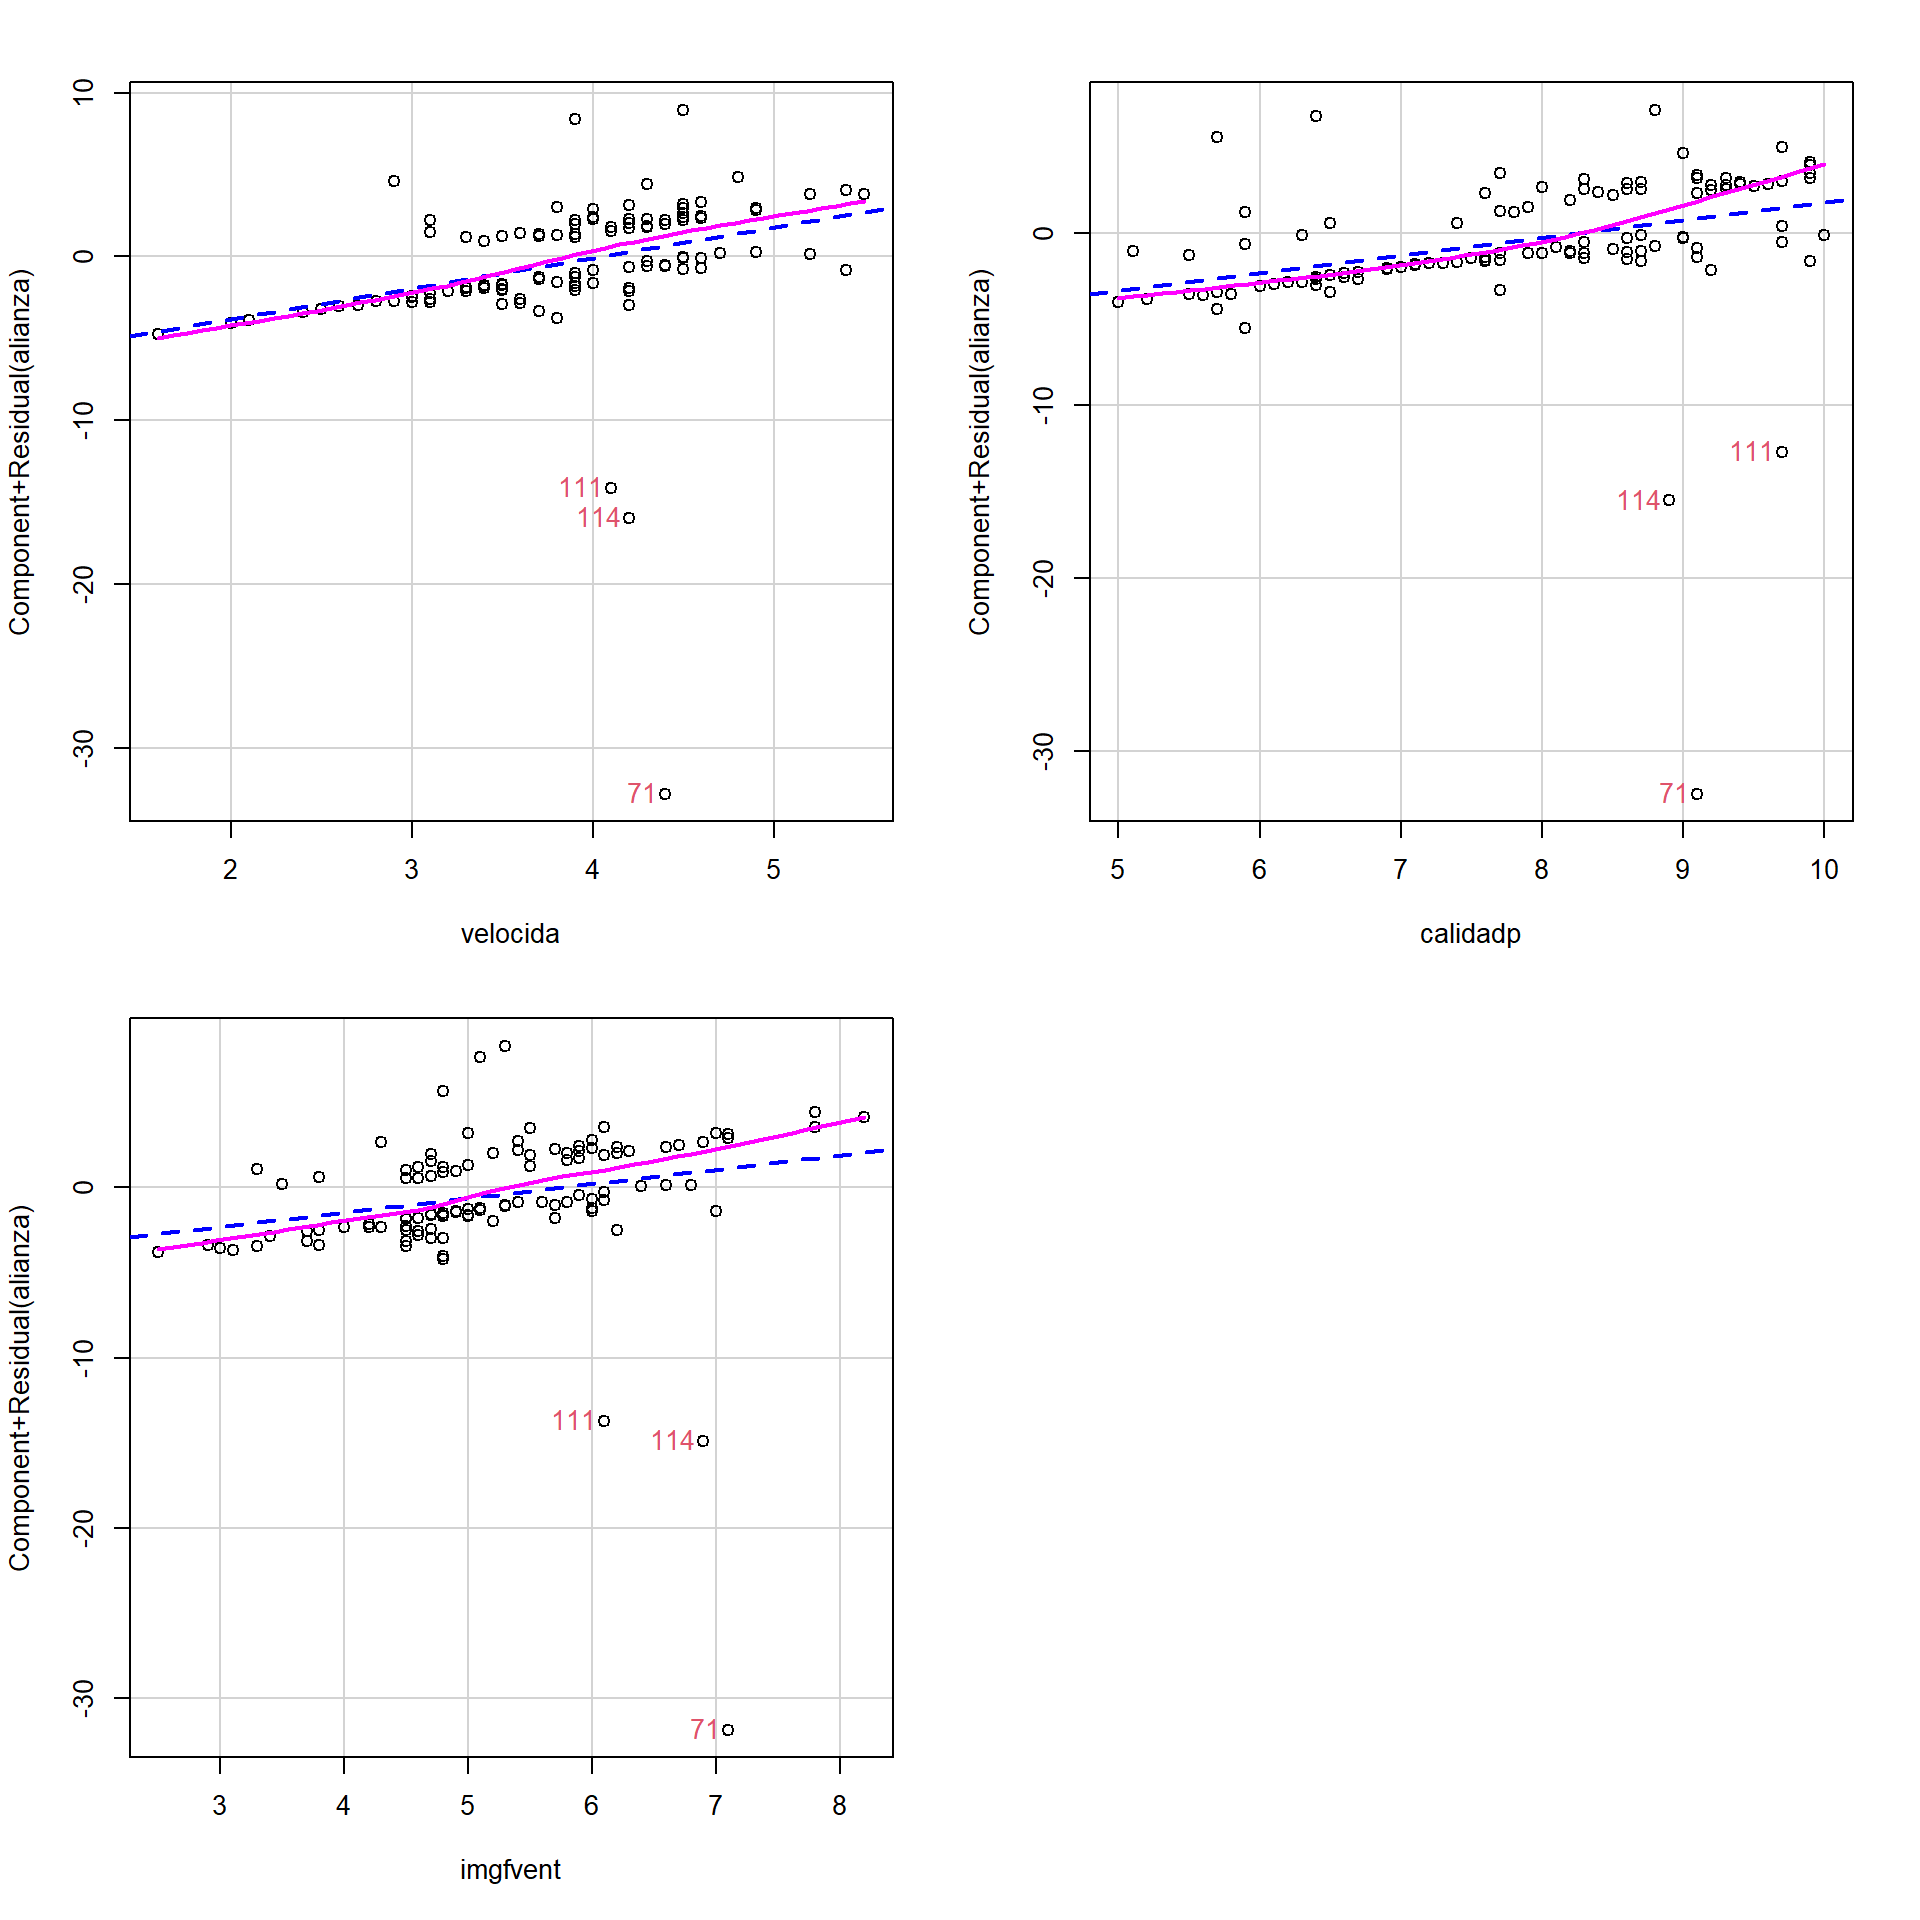 Component+Residual(alianza)
10
0
-10
-20
-30
111
114
71
2 3 4 5
velocida
Component+Residual(alianza)
0
-10
-20
-30
111
114
71
5 6 7 8 9 10
calidadp
Component+Residual(alianza)
0
-10
-20
-30
111
114
71
3 4 5 6 7 8
imgfvent